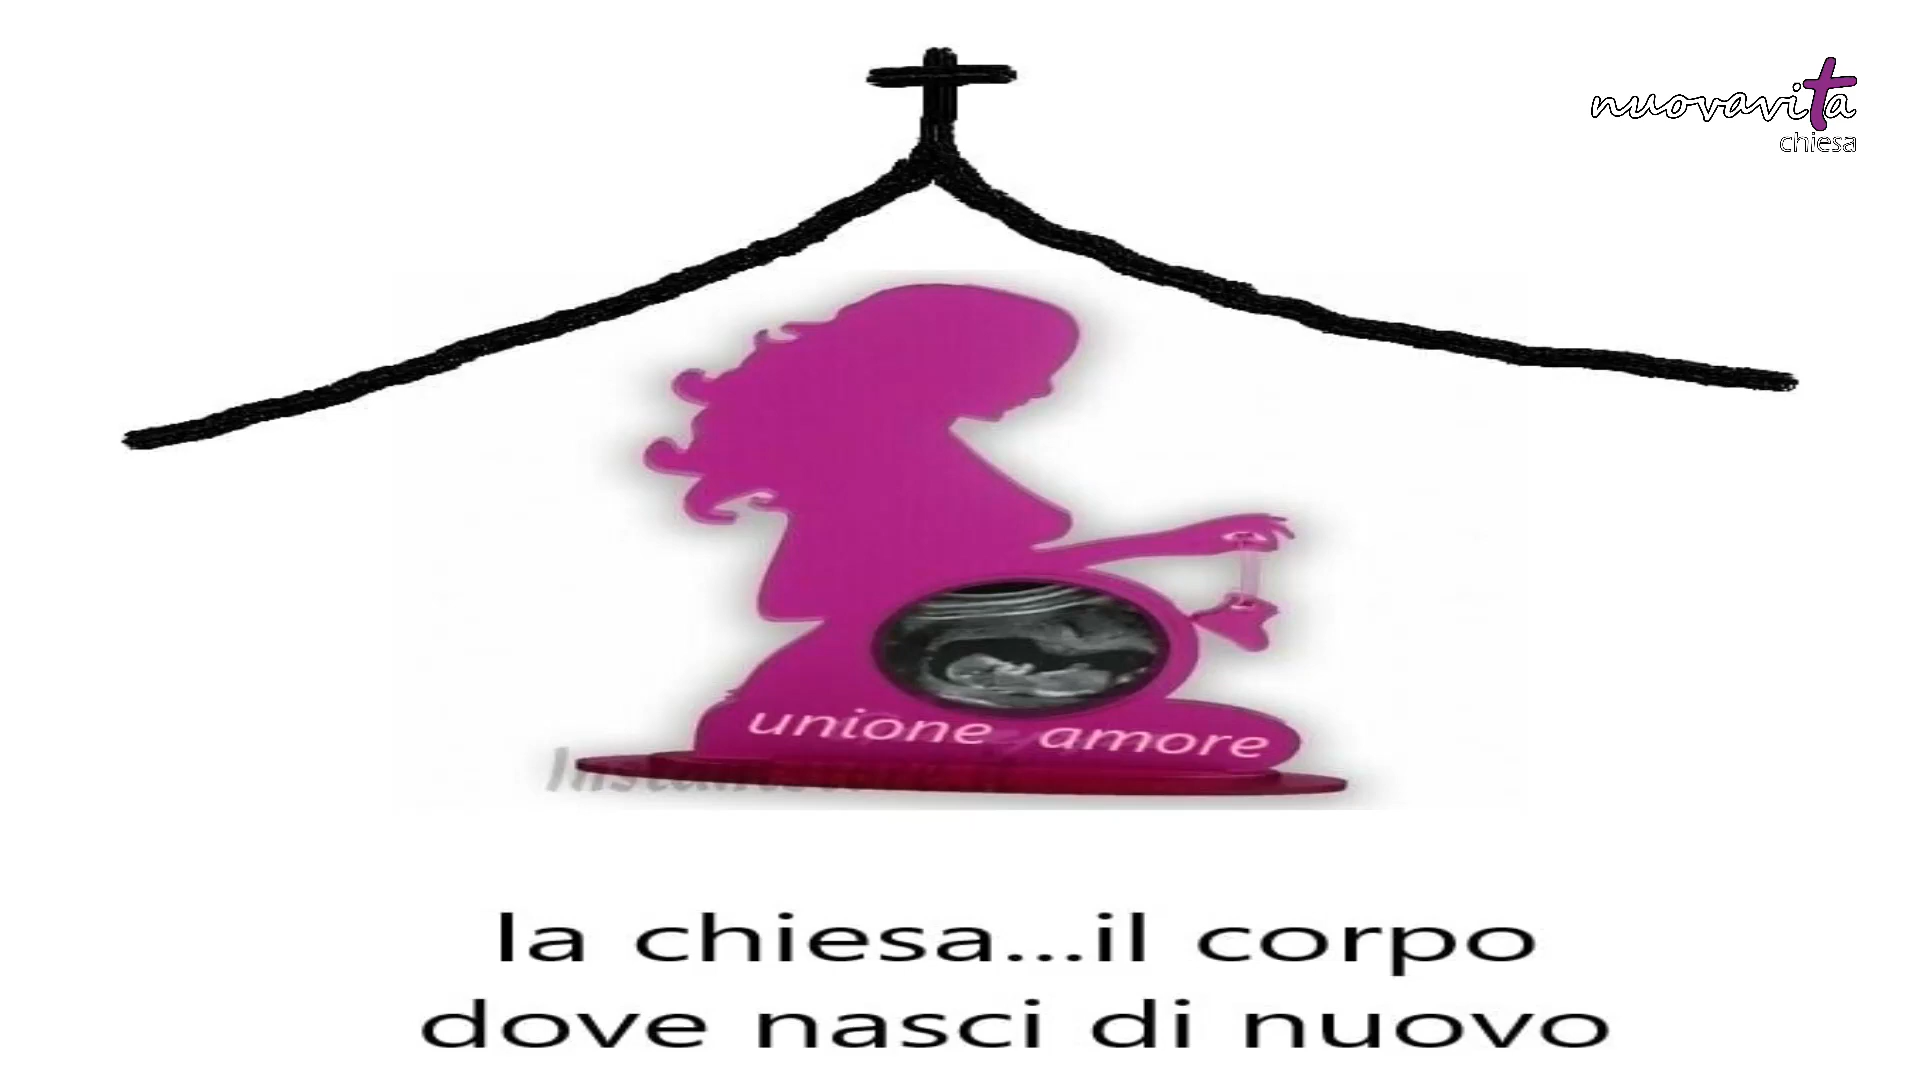 nuovavita
chiesa
unione amore
la chiesa...il corpo
dove nasci di nuovo